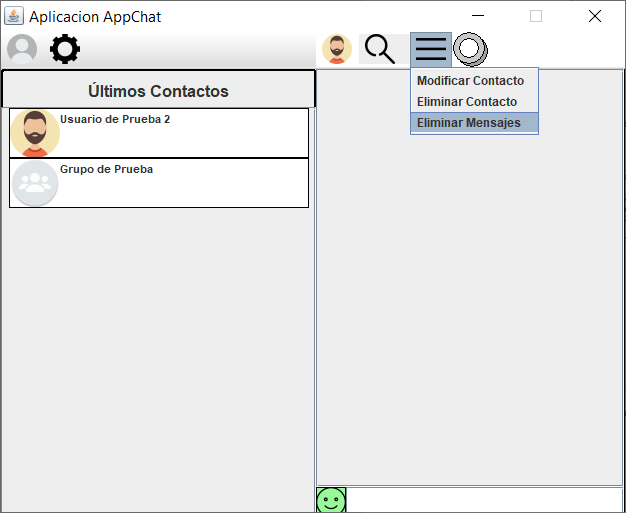 Aplicacion AppChat
Modificar Contacto
Eliminar Contacto
Eliminar Mensajes
Últimos Contactos
Usuario de Prueba 2
Grupo de Prueba